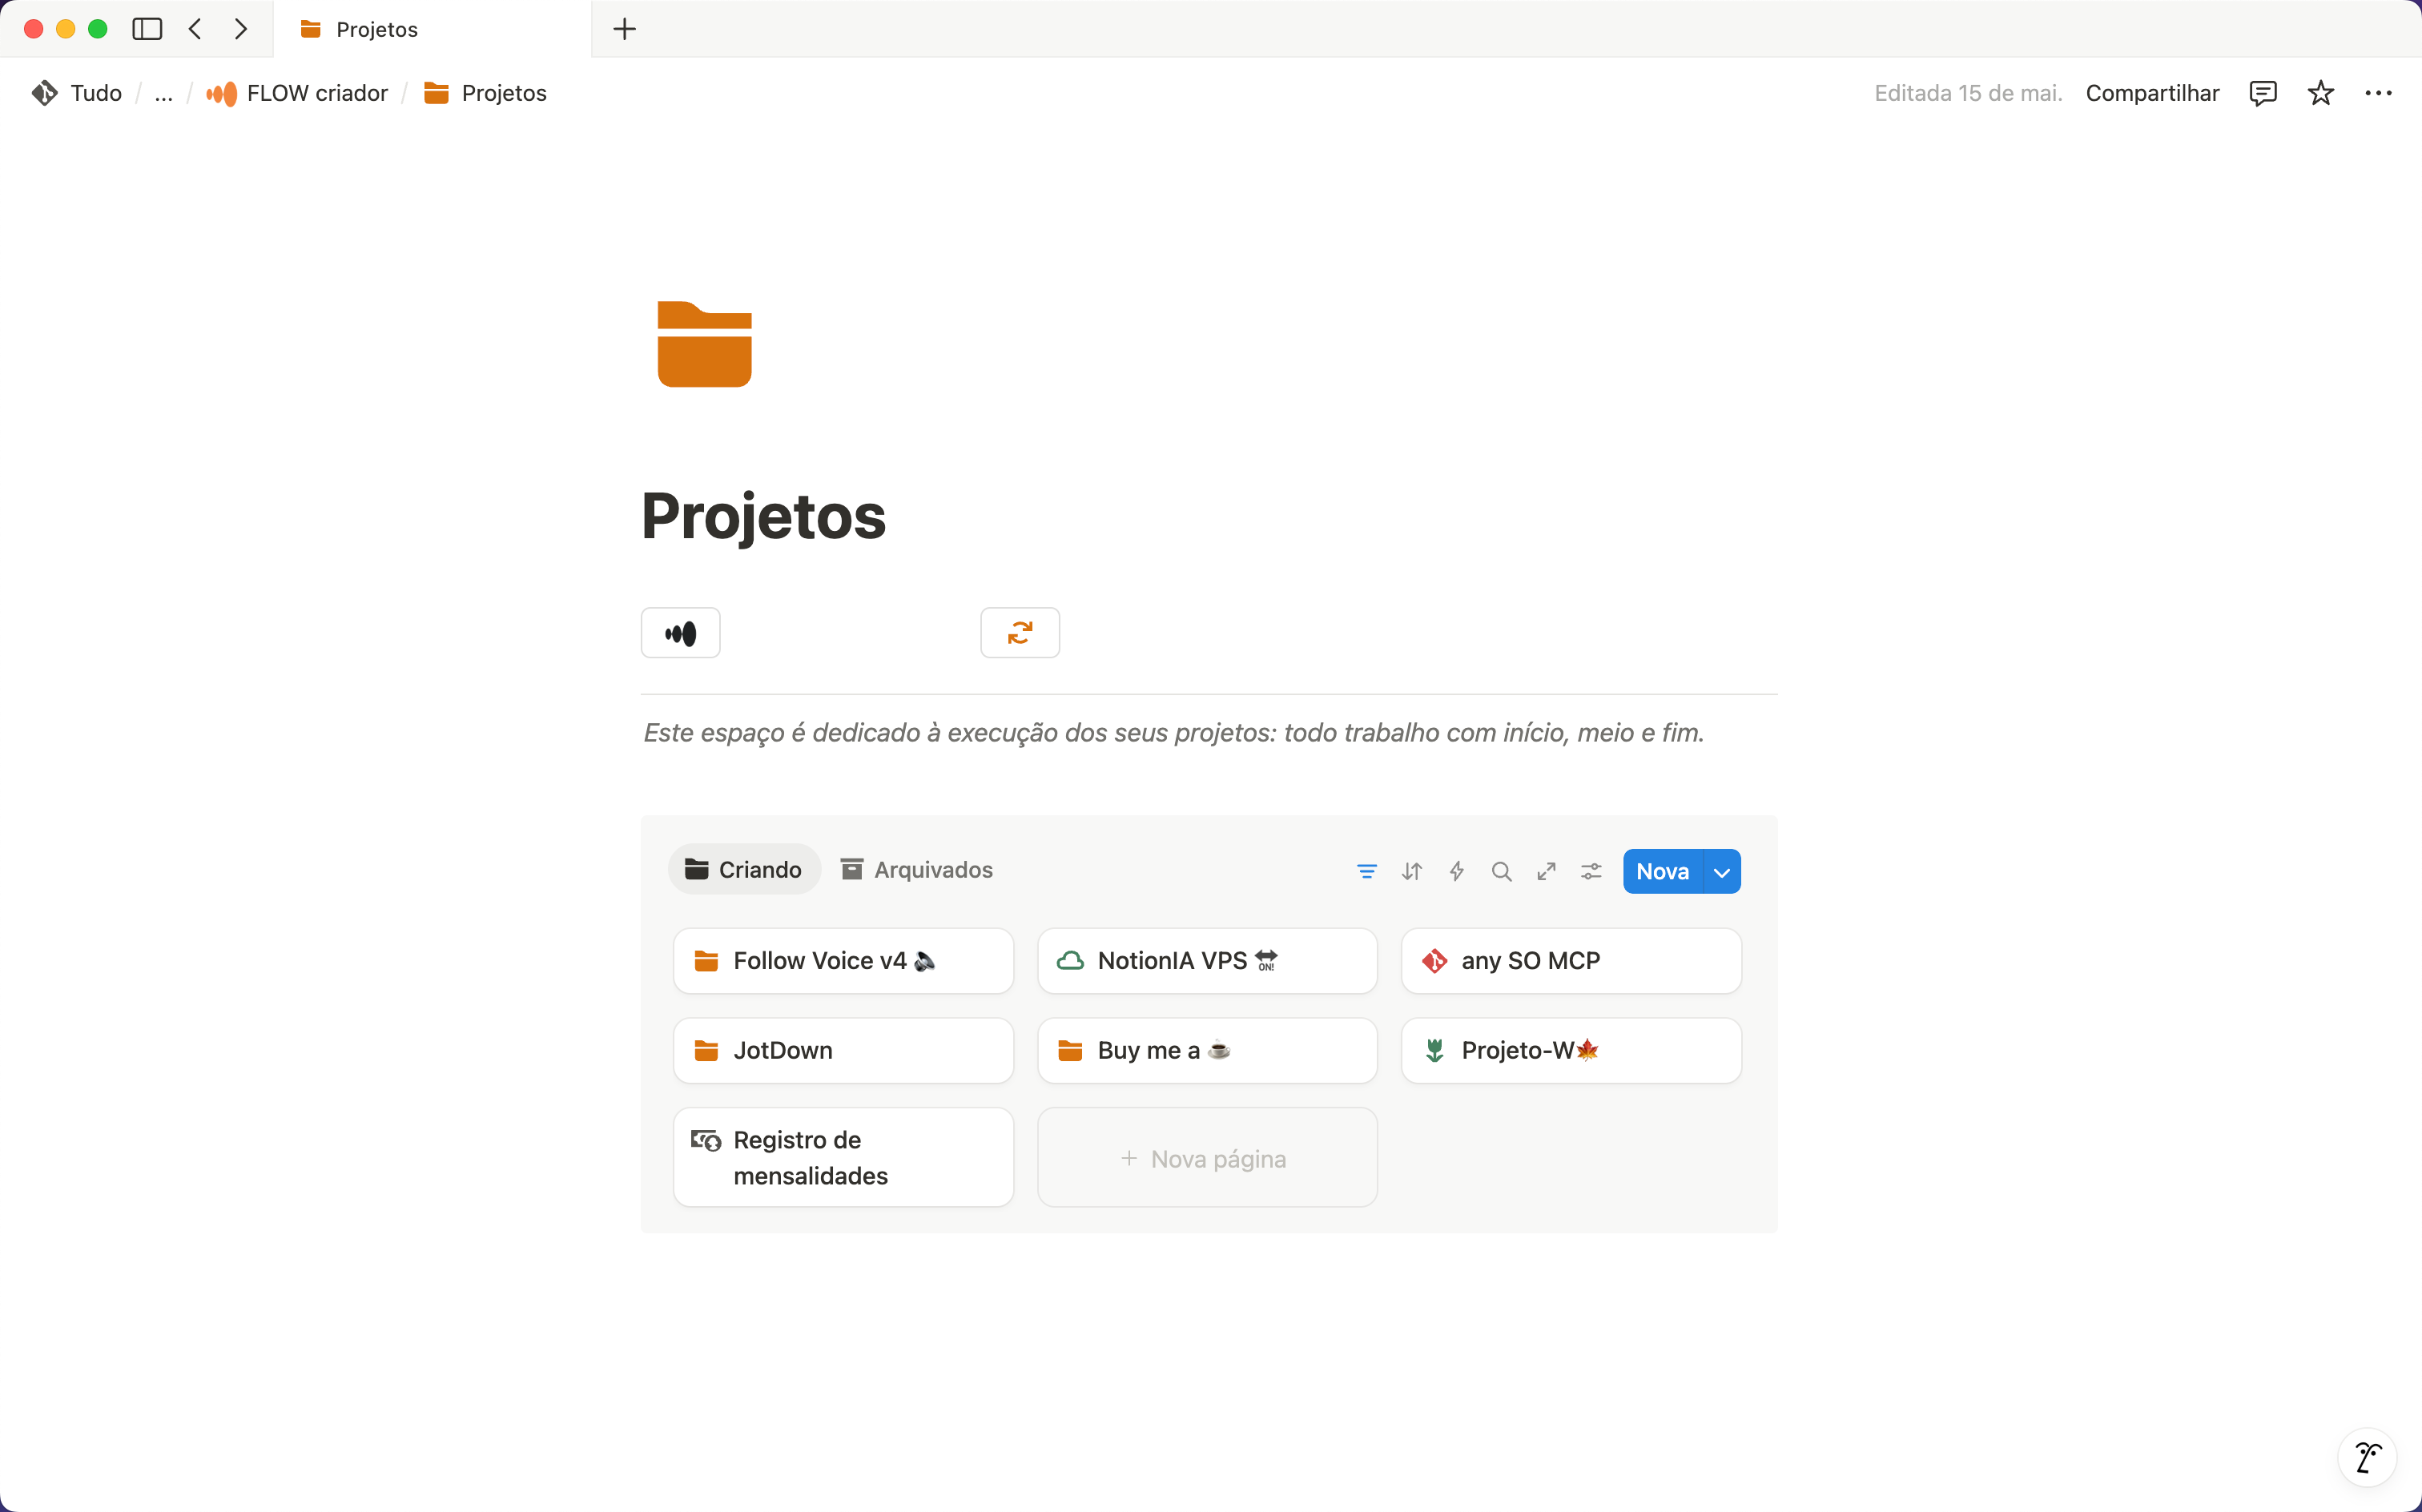 Projetos
Tudo / ... / FLOW criador / Projetos
Editada 15 de mai. Compartilhar
Projetos
Este espaço é dedicado à execução dos seus projetos: todo trabalho com início, meio e fim.
Criando Arquivados Nova
Follow Voice v4 🔈
NotionIA VPS ON!
any SO MCP
JotDown
Buy me a ☕
Projeto-W🍁
Registro de
mensalidades
+ Nova página